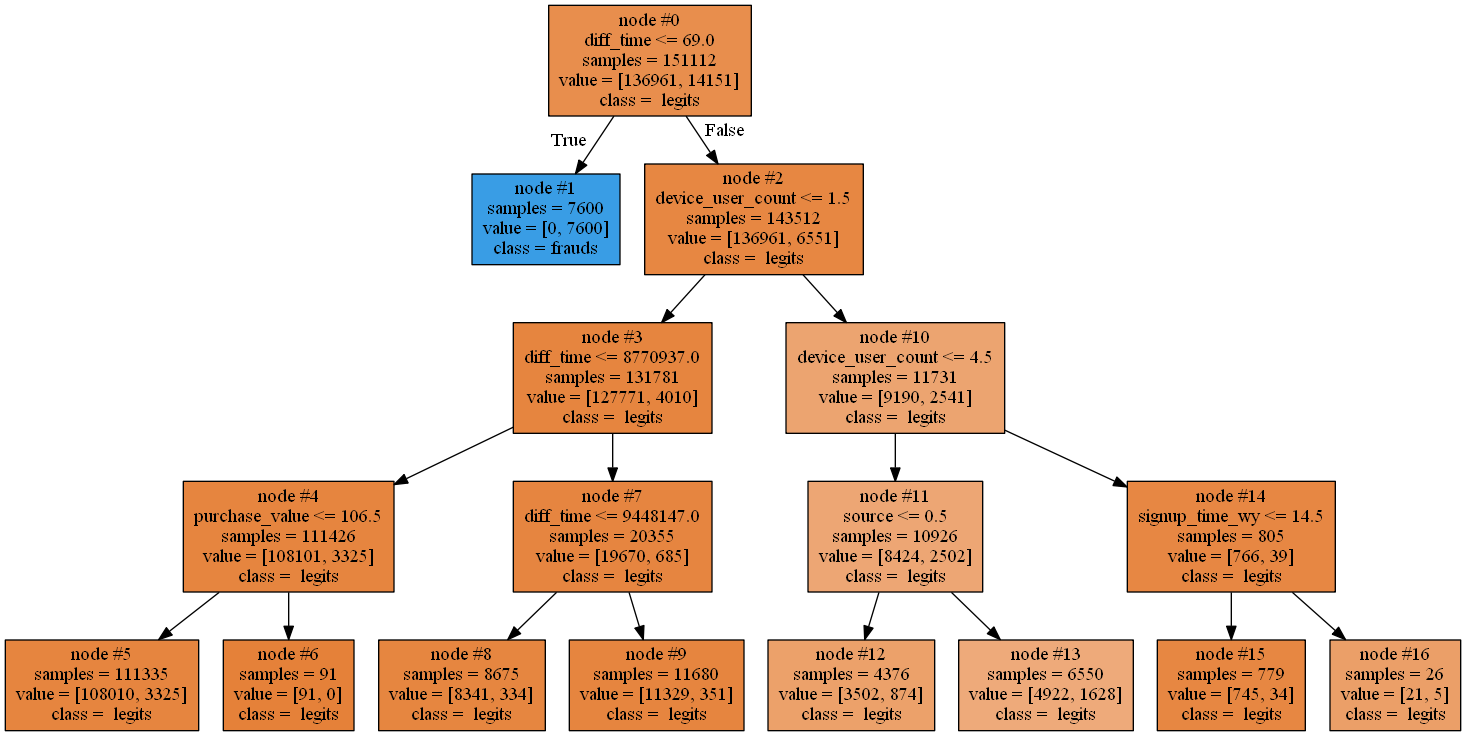 node #0
diff_time <= 69.0
samples = 151112
value = [136961, 14151]
class = legits
True
False
node #1
samples = 7600
value = [0, 7600]
class = frauds
node #2
device_user_count <= 1.5
samples = 143512
value = [136961, 6551]
class = legits
node #3
diff_time <= 8770937.0
samples = 131781
value = [127771, 4010]
class = legits
node #10
device_user_count <= 4.5
samples = 11731
value = [9190, 2541]
class = legits
node #4
purchase_value <= 106.5
samples = 111426
value = [108101, 3325]
class = legits
node #7
diff_time <= 9448147.0
samples = 20355
value = [19670, 685]
class = legits
node #11
source <= 0.5
samples = 10926
value = [8424, 2502]
class = legits
node #14
signup_time_wy <= 14.5
samples = 805
value = [766, 39]
class = legits
node #5
samples = 111335
value = [108010, 3325]
class = legits
node #6
samples = 91
value = [91, 0]
class = legits
node #8
samples = 8675
value = [8341, 334]
class = legits
node #9
samples = 11680
value = [11329, 351]
class = legits
node #12
samples = 4376
value = [3502, 874]
class = legits
node #13
samples = 6550
value = [4922, 1628]
class = legits
node #15
samples = 779
value = [745, 34]
class = legits
node #16
samples = 26
value = [21, 5]
class = legits